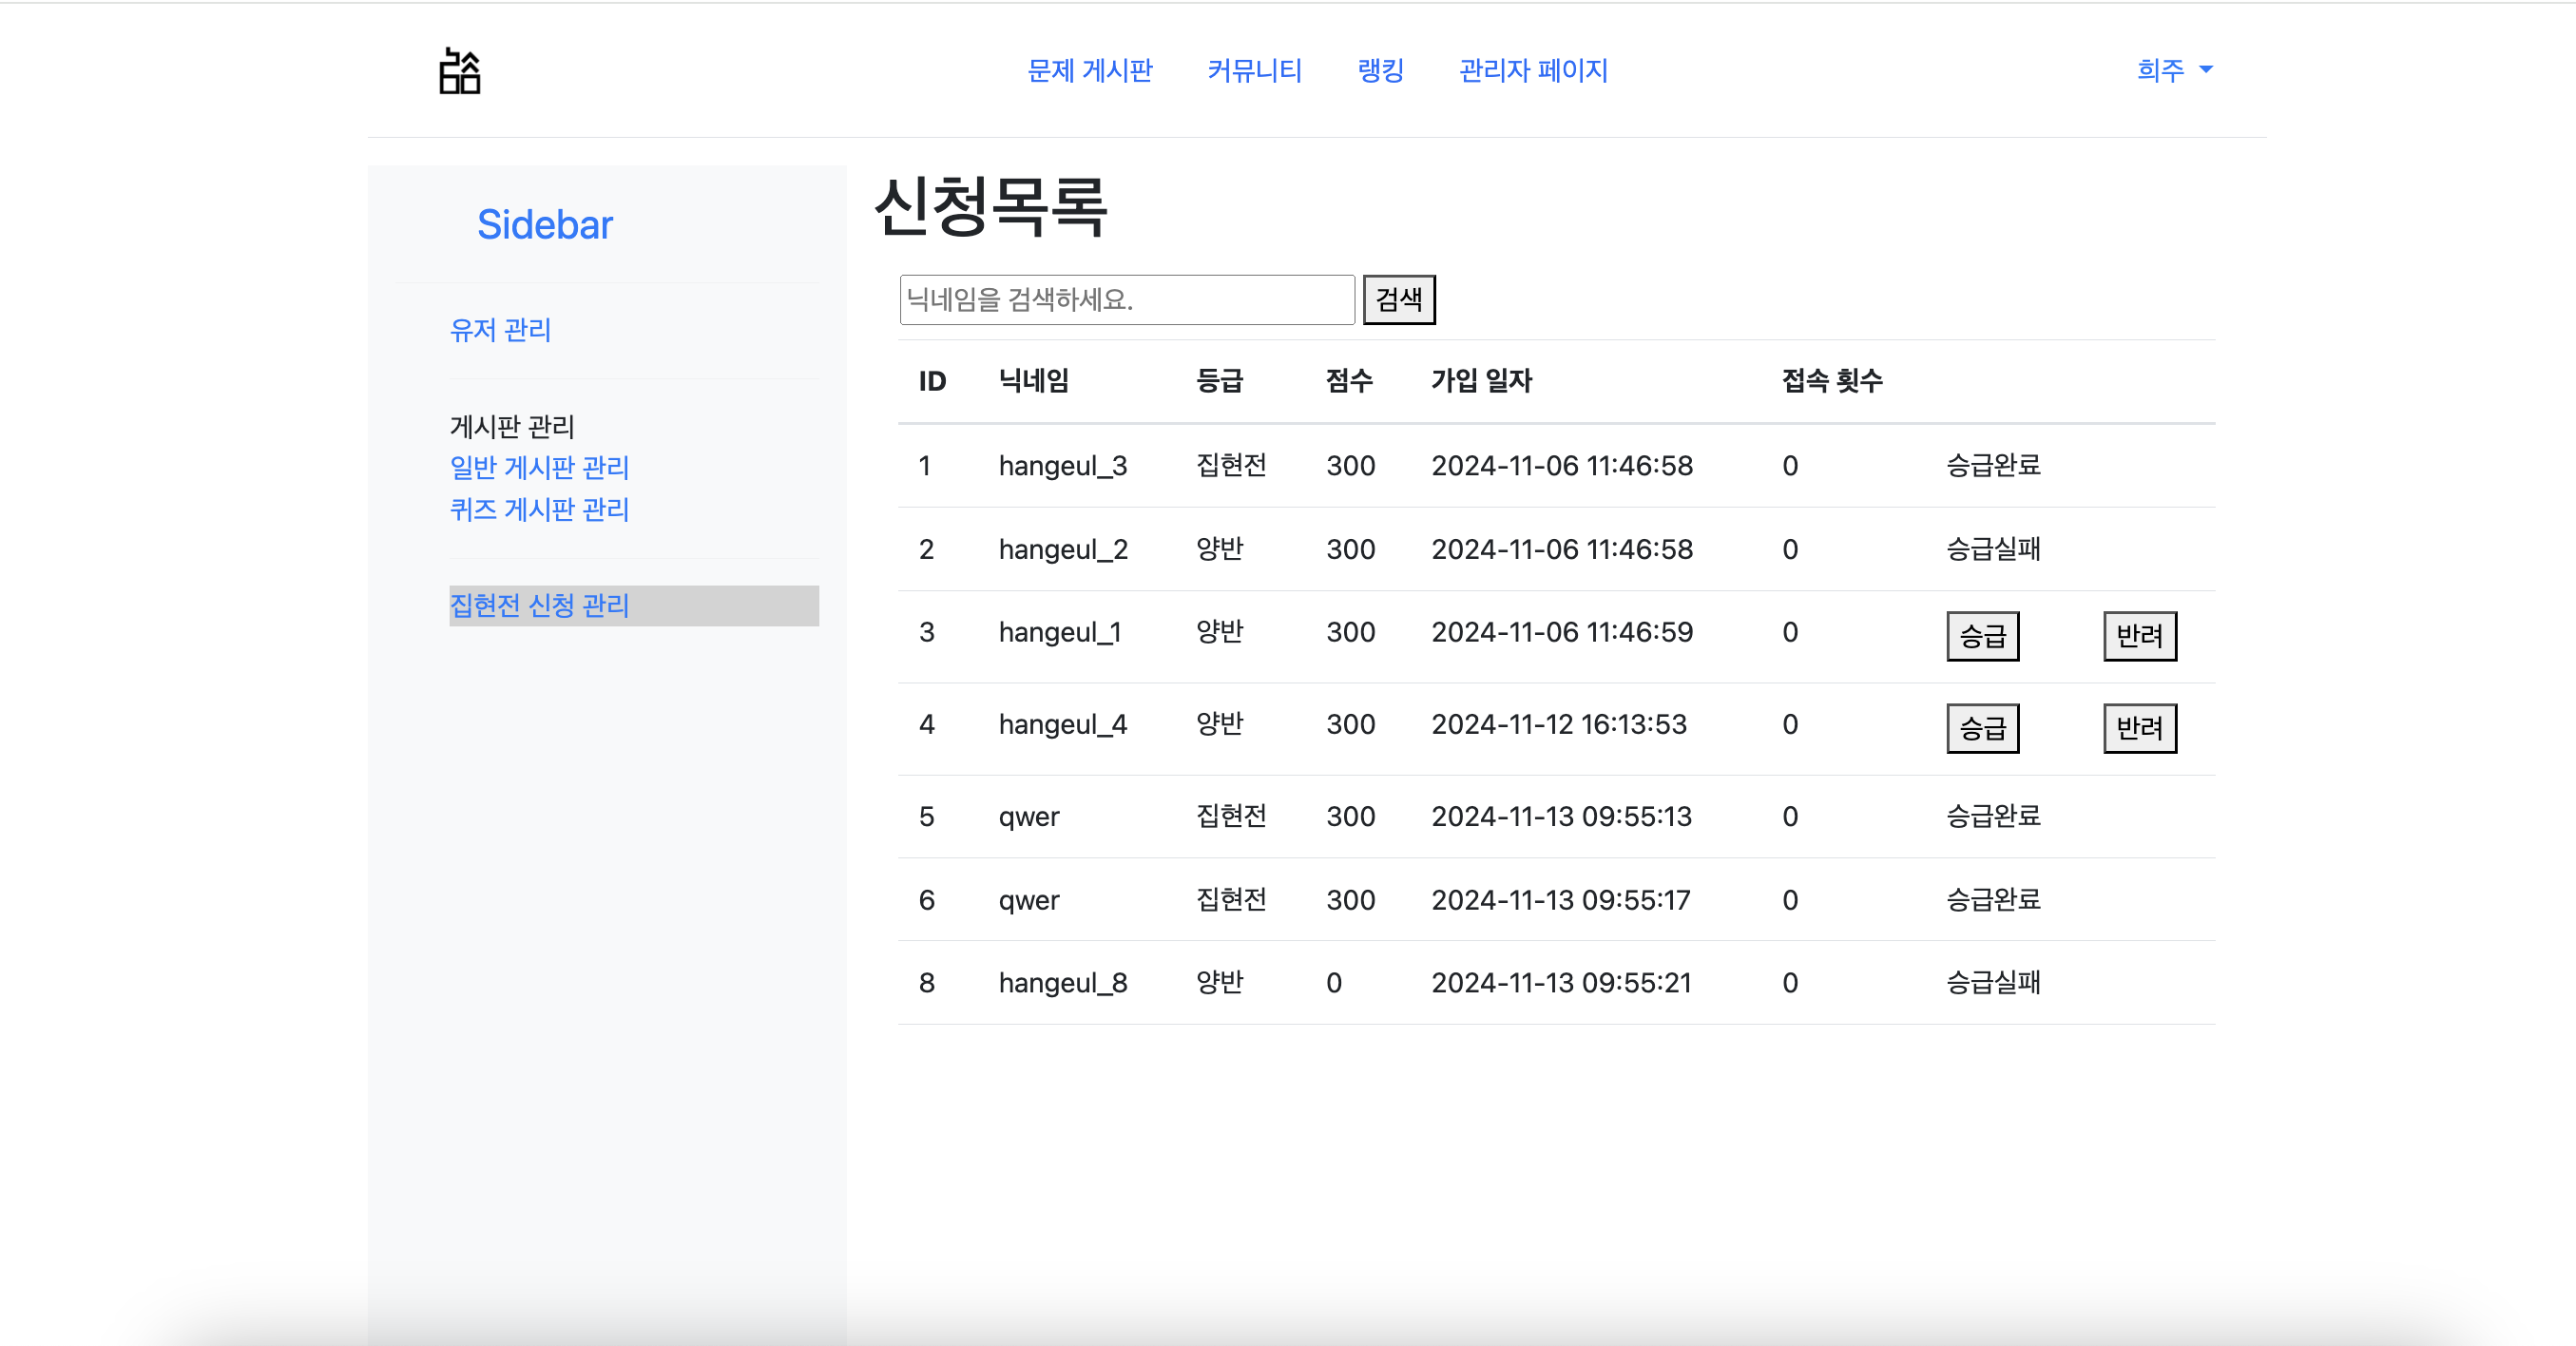 문제 게시판 커뮤니티 랭킹 관리자 페이지 희주
Sidebar
유저 관리
게시판 관리
일반 게시판 관리
퀴즈 게시판 관리
집현전 신청 관리
신청목록
닉네임을 검색하세요. 검색
ID 닉네임 등급 점수 가입 일자 접속 횟수
1 hangeul_3 집현전 300 2024-11-06 11:46:58 0 승급완료
2 hangeul_2 양반 300 2024-11-06 11:46:58 0 승급실패
3 hangeul_1 양반 300 2024-11-06 11:46:59 0 승급 반려
4 hangeul_4 양반 300 2024-11-12 16:13:53 0 승급 반려
5 qwer 집현전 300 2024-11-13 09:55:13 0 승급완료
6 qwer 집현전 300 2024-11-13 09:55:17 0 승급완료
8 hangeul_8 양반 0 2024-11-13 09:55:21 0 승급실패